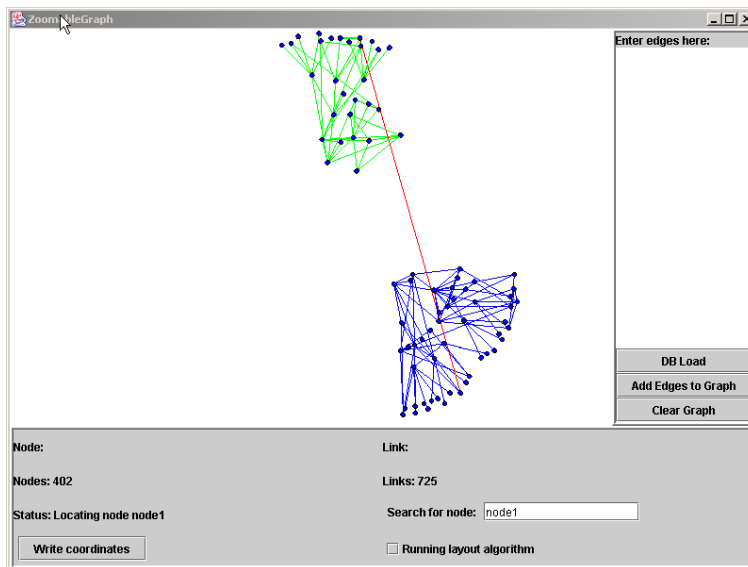 ZoomableGraph
Enter edges here:
DB Load
Add Edges to Graph
Clear Graph
Node:
Link:
Nodes: 402
Links: 725
Status: Locating node node1
Search for node: node1
Write coordinates
Running layout algorithm